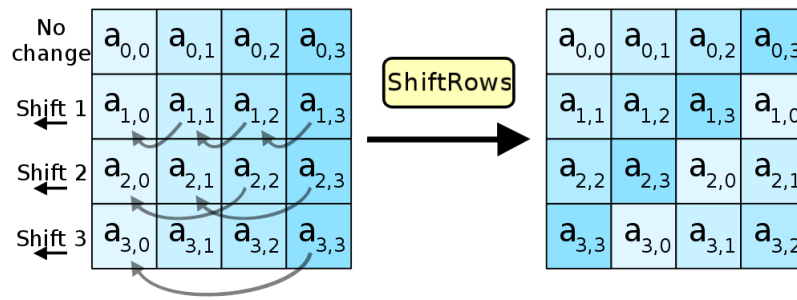 No
change
a0,0 a0,1 a0,2 a0,3
Shift 1
a1,0 a1,1 a1,2 a1,3
Shift 2
a2,0 a2,1 a2,2 a2,3
Shift 3
a3,0 a3,1 a3,2 a3,3
ShiftRows
a0,0 a0,1 a0,2 a0,3
a1,1 a1,2 a1,3 a1,0
a2,2 a2,3 a2,0 a2,1
a3,3 a3,0 a3,1 a3,2